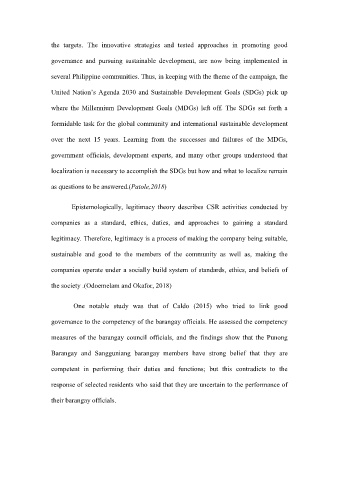 the targets. The innovative strategies and tested approaches in promoting good
governance and pursuing sustainable development, are now being implemented in
several Philippine communities. Thus, in keeping with the theme of the campaign, the
United Nation's Agenda 2030 and Sustainable Development Goals (SDGs) pick up
where the Millennium Development Goals (MDGs) left off. The SDGs set forth a
formidable task for the global community and international sustainable development
over the next 15 years. Learning from the successes and failures of the MDGs,
government officials, development experts, and many other groups understood that
localization is necessary to accomplish the SDGs but how and what to localize remain
as questions to be answered.(Patole,2018)
Epistemologically, legitimacy theory describes CSR activities conducted by
companies as a standard, ethics, duties, and approaches to gaining a standard
legitimacy. Therefore, legitimacy is a process of making the company being suitable,
sustainable and good to the members of the community as well as, making the
companies operate under a socially build system of standards, ethics, and beliefs of
the society .(Odoemelam and Okafor, 2018)
One notable study was that of Caldo (2015) who tried to link good
governance to the competency of the barangay officials. He assessed the competency
measures of the barangay council officials, and the findings show that the Punong
Barangay and Sangguniang barangay members have strong belief that they are
competent in performing their duties and functions; but this contradicts to the
response of selected residents who said that they are uncertain to the performance of
their barangay officials.